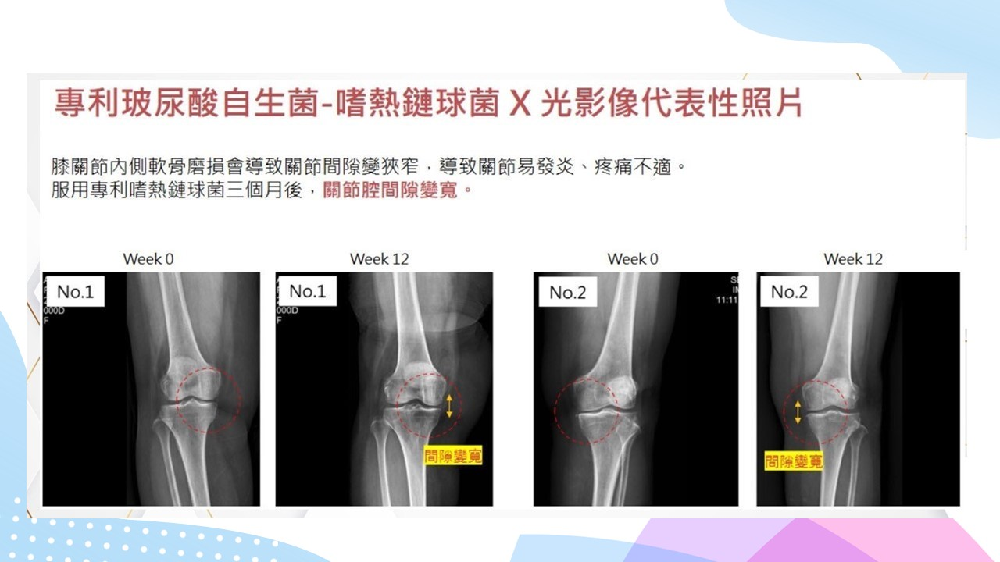 專利玻尿酸自生菌-嗜熱鏈球菌 X 光影像代表性照片
膝關節內側軟骨磨損會導致關節間隙變狹窄，導致關節易發炎、疼痛不適。
服用專利嗜熱鏈球菌三個月後，關節腔間隙變寬。
Week 0
Week 12
Week 0
Week 12
No.1
000D
F
No.1
000D
F
No.2
11:11
No.2
間隙變寬
間隙變寬